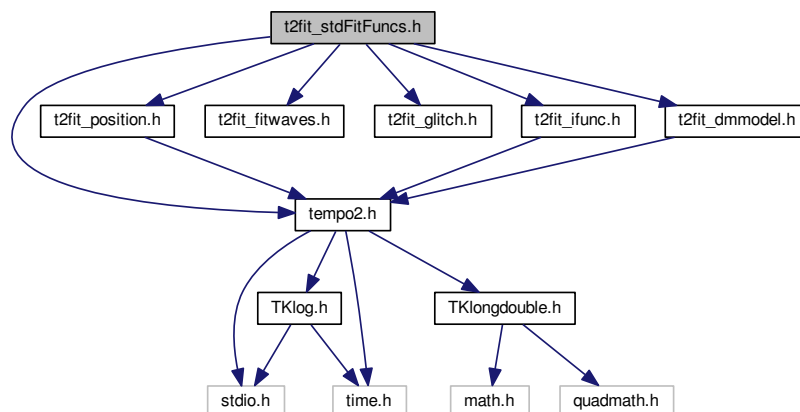 t2fit_stdFitFuncs.h
t2fit_position.h
t2fit_fitwaves.h
t2fit_glitch.h
t2fit_ifunc.h
t2fit_dmmodel.h
tempo2.h
TKlog.h
TKlongdouble.h
stdio.h
time.h
math.h
quadmath.h